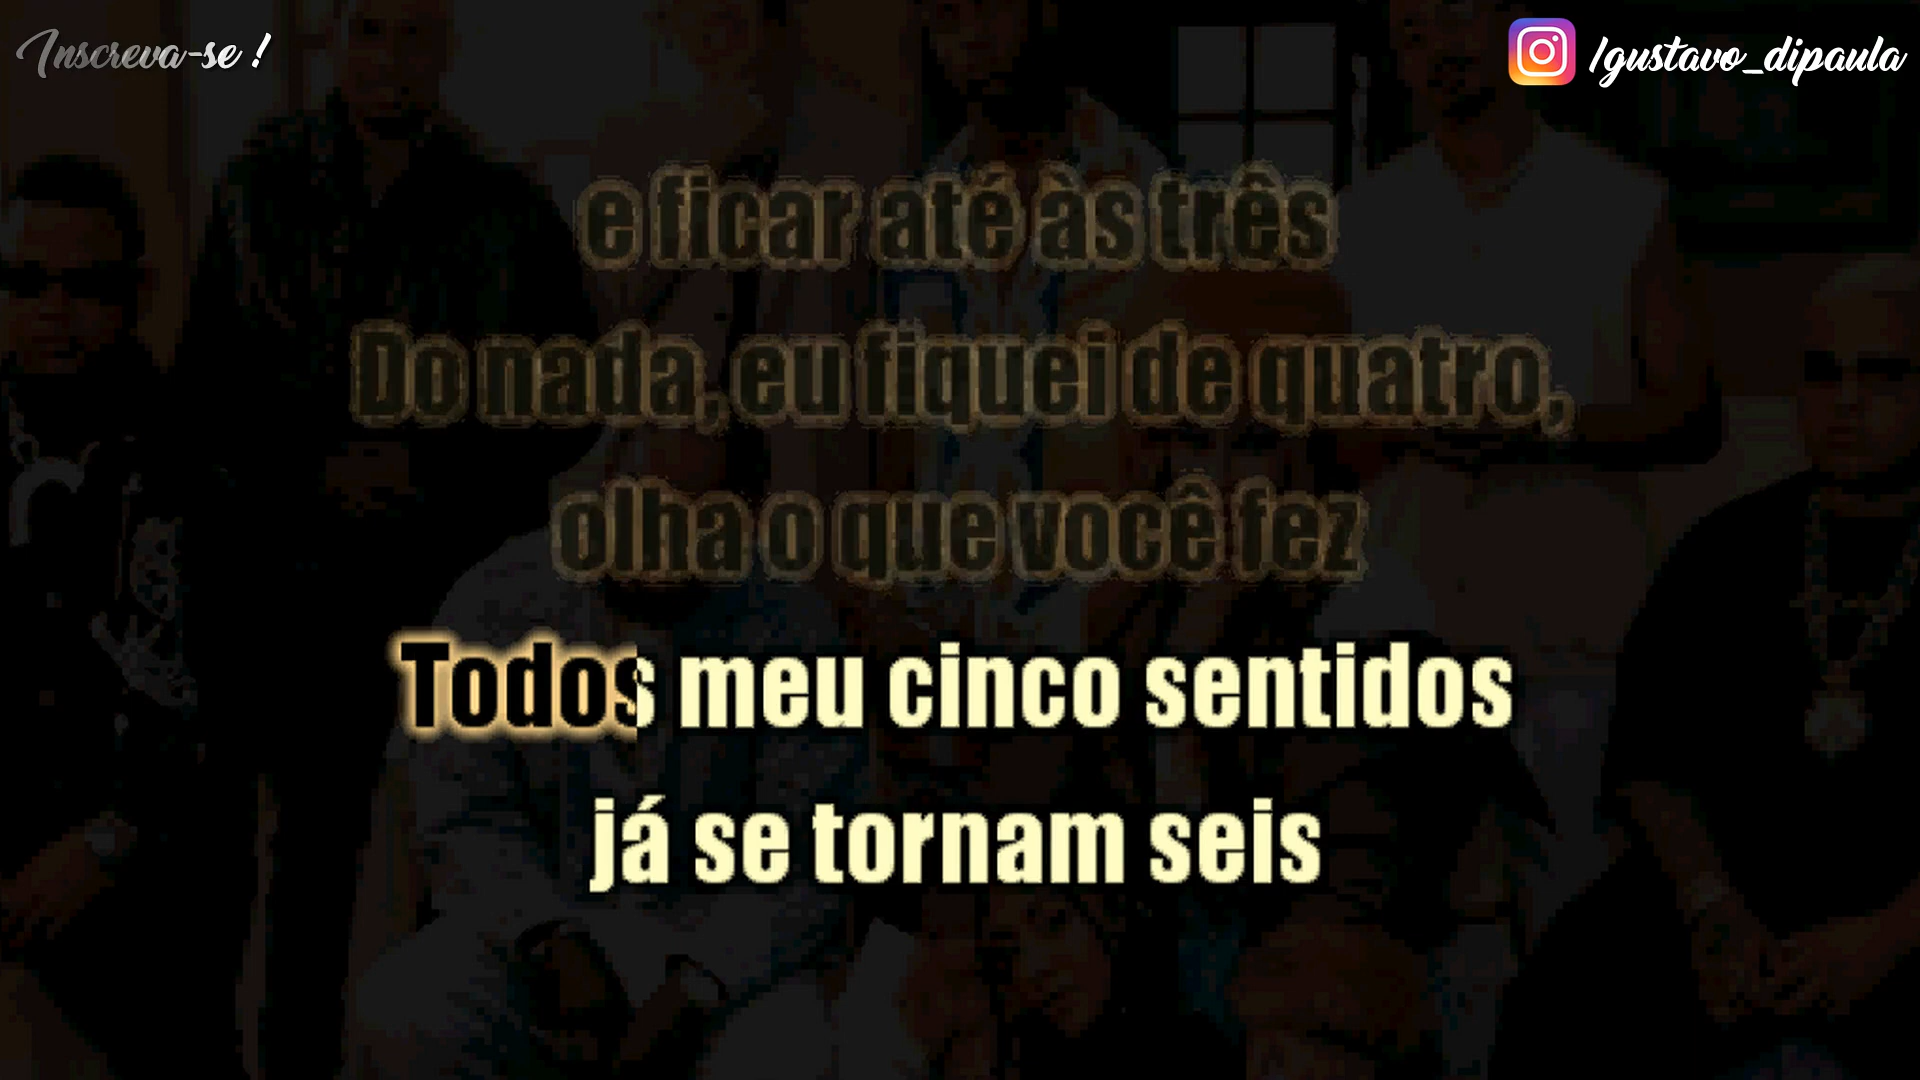 Inscreva-se !
/gustavo_dipaula
e ficar até às três
Do nada, eu fiquei de quatro,
olha o que você fez
Todos meu cinco sentidos
já se tornam seis